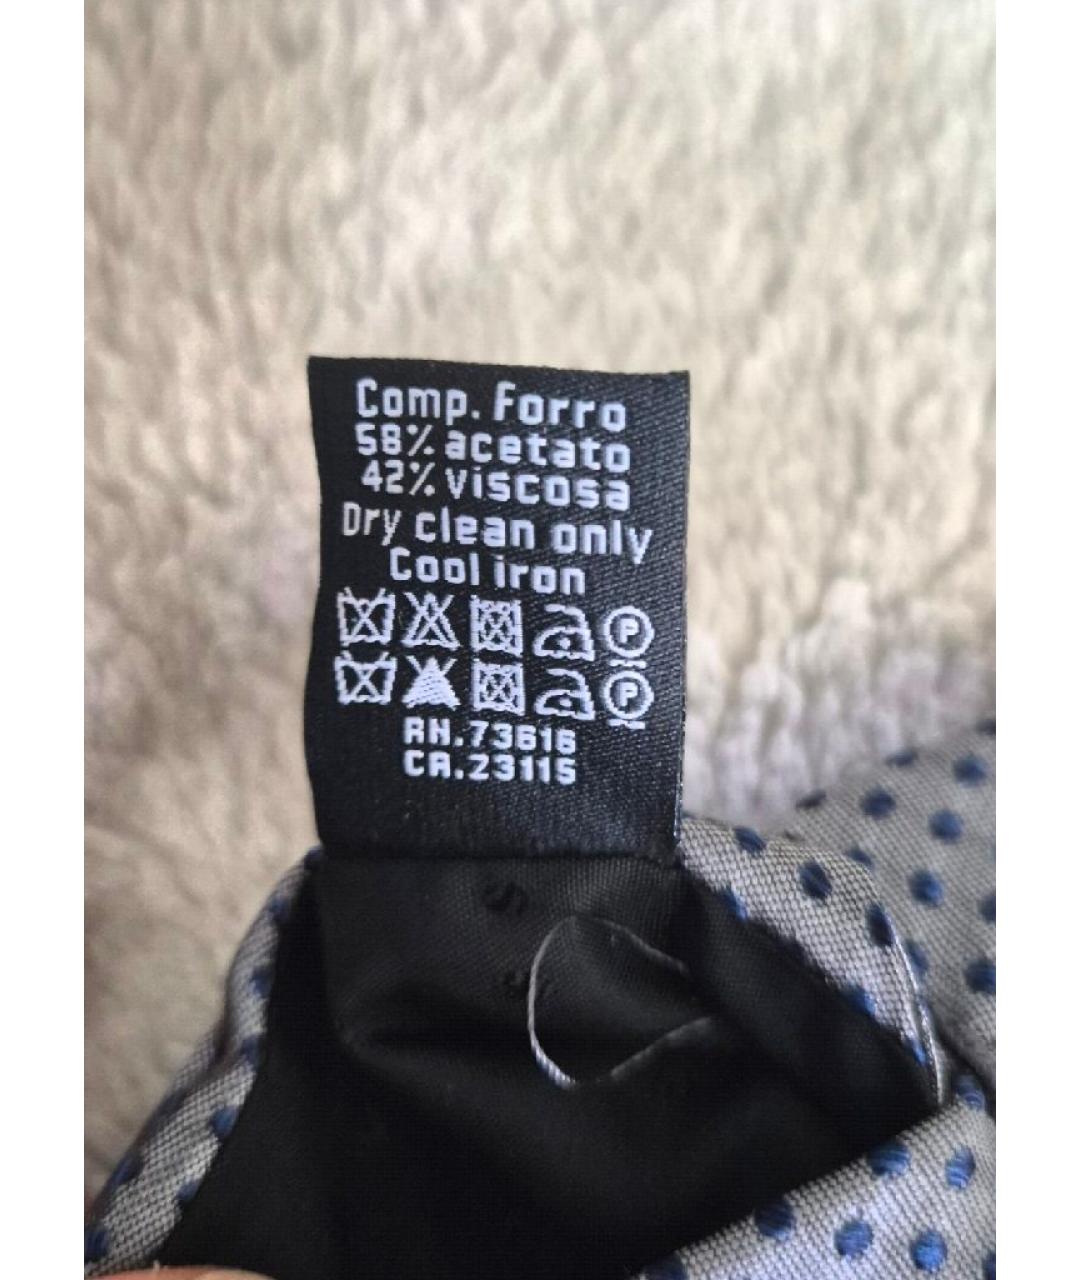 Comp. Forro
58% acetato
42% viscosa
Dry clean only
Cool iron
P
P
RN.73616
CA.23115